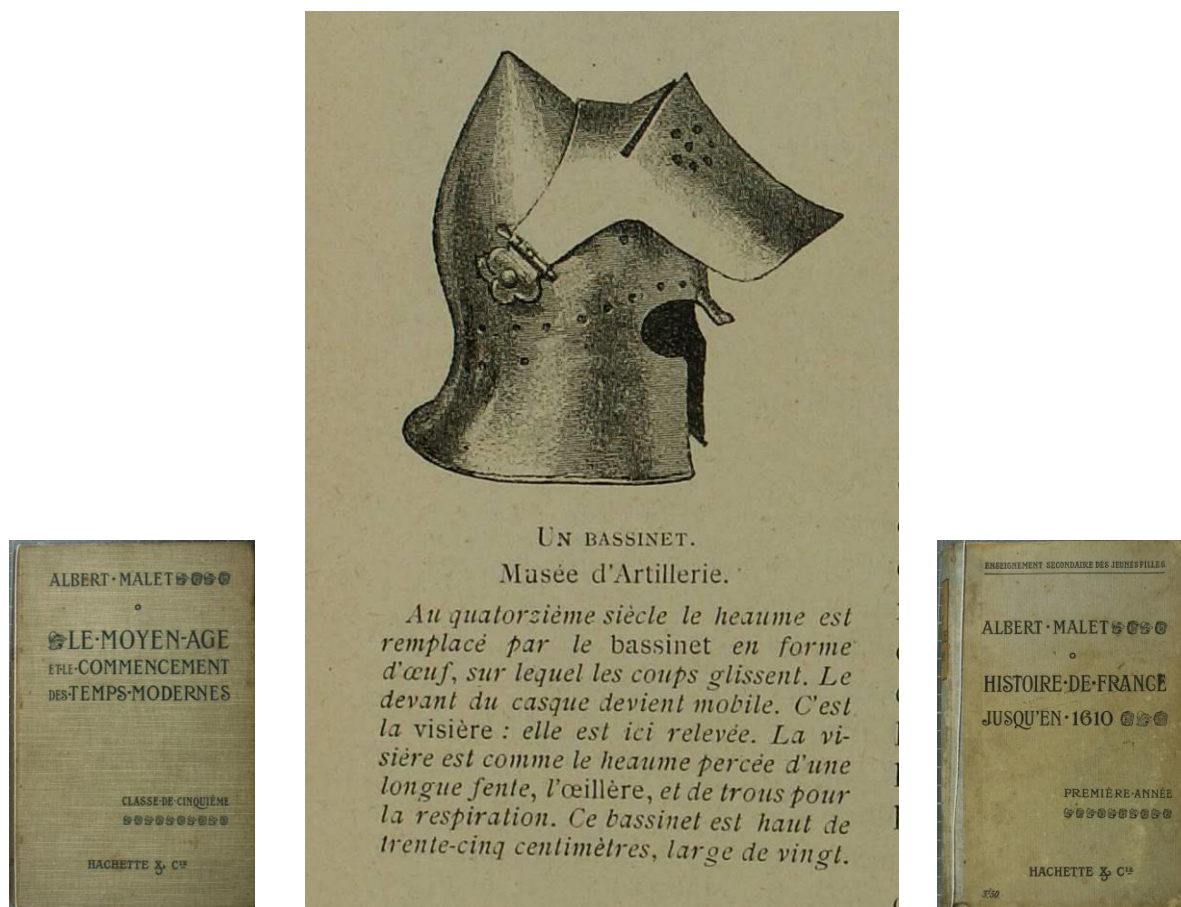 ALBERT·MALET
LE·MOYEN-AGE
ET·LE·COMMENCEMENT
DES·TEMPS·MODERNES
CLASSE·DE·CINQUIÈME
HACHETTE & Cie
UN BASSINET.
Musée d'Artillerie.
Au quatorzième siècle le heaume est
remplacé par le bassinet en forme
d'œuf, sur lequel les coups glissent. Le
devant du casque devient mobile. C'est
la visière : elle est ici relevée. La vi-
sière est comme le heaume percée d'une
longue fente, l'œillère, et de trous pour
la respiration. Ce bassinet est haut de
trente-cinq centimètres, large de vingt.
ENSEIGNEMENT SECONDAIRE DES JEUNES FILLES
ALBERT·MALET
HISTOIRE·DE·FRANCE
JUSQU'EN·1610
PREMIÈRE·ANNÉE
HACHETTE & Cie
3f50